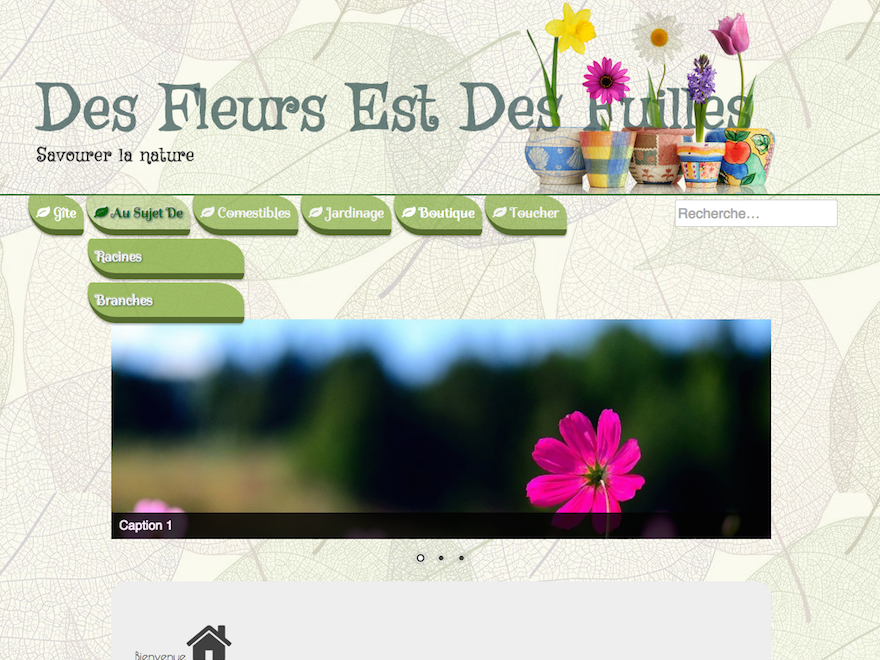 Des Fleurs Est Des Fuilles
Savourer la nature
Gîte
Au Sujet De
Comestibles
Jardinage
Boutique
Toucher
Recherche...
Racines
Branches
Caption 1
Bienvenue